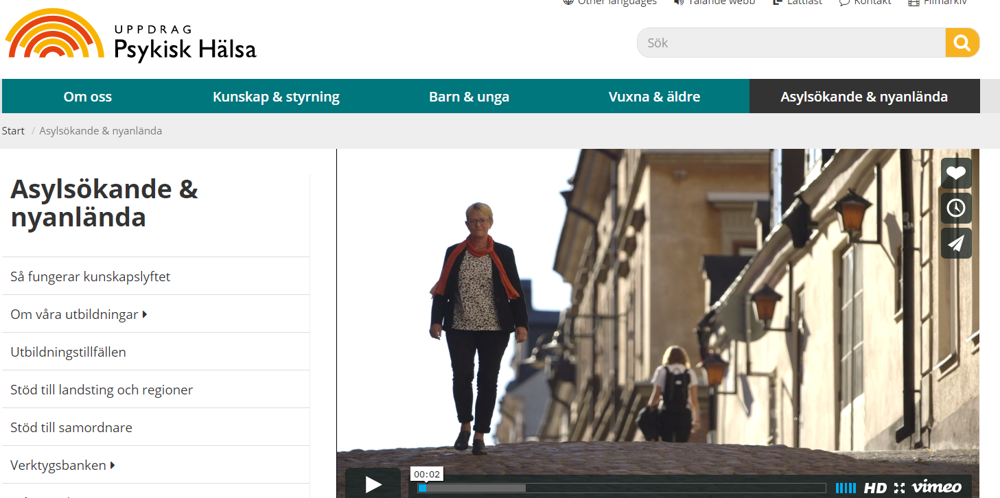 Other languages
Talande webb
Lättläst
Kontakt
Filmarkiv
UPPDRAG
Psykisk Hälsa
Sök
Om oss
Kunskap & styrning
Barn & unga
Vuxna & äldre
Asylsökande & nyanlända
Start / Asylsökande & nyanlända
Asylsökande &
nyanlända
Så fungerar kunskapslyftet
Om våra utbildningar
Utbildningstillfällen
Stöd till landsting och regioner
Stöd till samordnare
Verktygsbanken
00:02
HD
vimeo